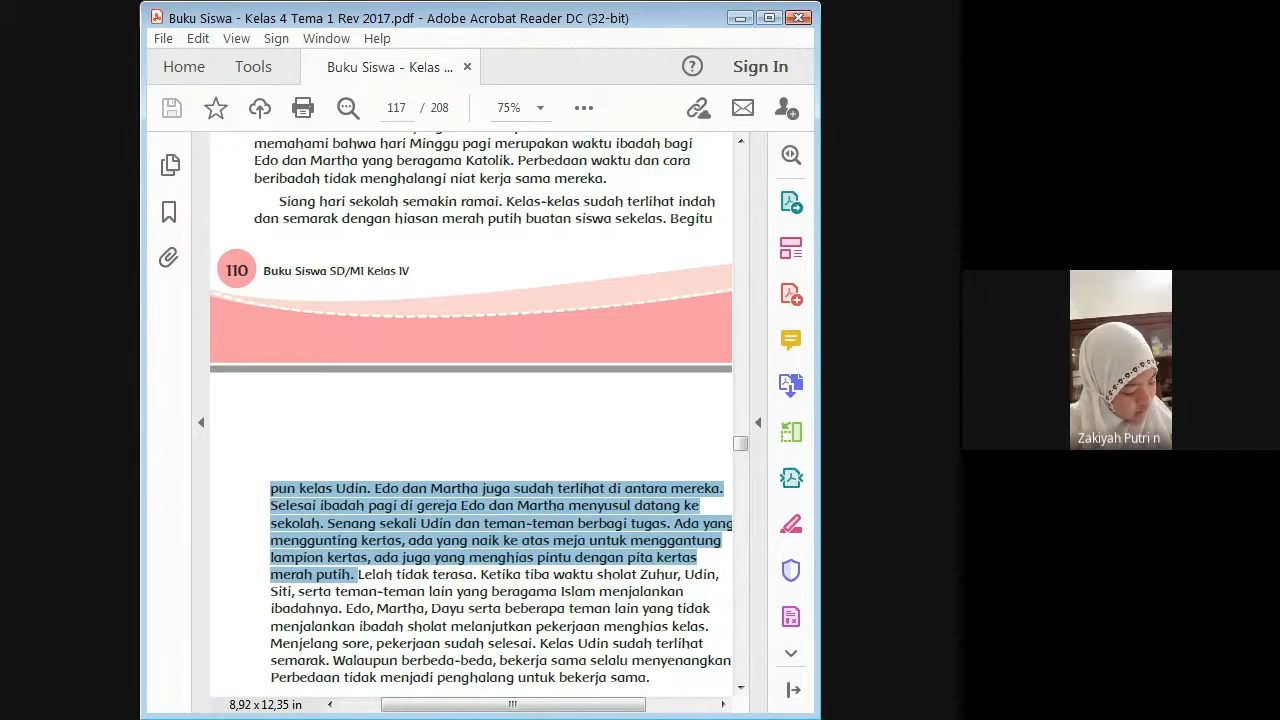 Buku Siswa - Kelas 4 Tema 1 Rev 2017.pdf - Adobe Acrobat Reader DC (32-bit)
File Edit View Sign Window Help
Home Tools Buku Siswa - Kelas ... × ? Sign In
117 / 208 75%
memahami bahwa hari Minggu pagi merupakan waktu ibadah bagi
Edo dan Martha yang beragama Katolik. Perbedaan waktu dan cara
beribadah tidak menghalangi niat kerja sama mereka.
Siang hari sekolah semakin ramai. Kelas-kelas sudah terlihat indah
dan semarak dengan hiasan merah putih buatan siswa sekelas. Begitu
110 Buku Siswa SD/MI Kelas IV
pun kelas Udin. Edo dan Martha juga sudah terlihat di antara mereka.
Selesai ibadah pagi di gereja Edo dan Martha menyusul datang ke
sekolah. Senang sekali Udin dan teman-teman berbagi tugas. Ada yang
menggunting kertas, ada yang naik ke atas meja untuk menggantung
lampion kertas, ada juga yang menghias pintu dengan pita kertas
merah putih. Lelah tidak terasa. Ketika tiba waktu sholat Zuhur, Udin,
Siti, serta teman-teman lain yang beragama Islam menjalankan
ibadahnya. Edo, Martha, Dayu serta beberapa teman lain yang tidak
menjalankan ibadah sholat melanjutkan pekerjaan menghias kelas.
Menjelang sore, pekerjaan sudah selesai. Kelas Udin sudah terlihat
semarak. Walaupun berbeda-beda, bekerja sama selalu menyenangkan
Perbedaan tidak menjadi penghalang untuk bekerja sama.
8,92 x 12,35 in
Zakiyah Putri n